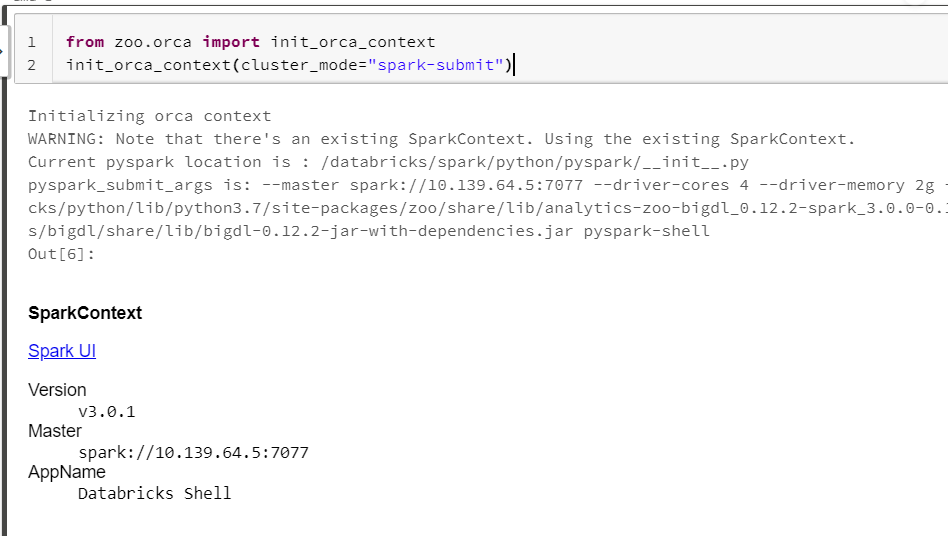 1 from zoo.orca import init_orca_context
2 init_orca_context(cluster_mode="spark-submit")
Initializing orca context
WARNING: Note that there's an existing SparkContext. Using the existing SparkContext.
Current pyspark location is : /databricks/spark/python/pyspark/__init__.py
pyspark_submit_args is: --master spark://10.139.64.5:7077 --driver-cores 4 --driver-memory 2g -
cks/python/lib/python3.7/site-packages/zoo/share/lib/analytics-zoo-bigdl_0.12.2-spark_3.0.0-0.
s/bigdl/share/lib/bigdl-0.12.2-jar-with-dependencies.jar pyspark-shell
Out[6]:
SparkContext
Spark UI
Version
v3.0.1
Master
spark://10.139.64.5:7077
AppName
Databricks Shell